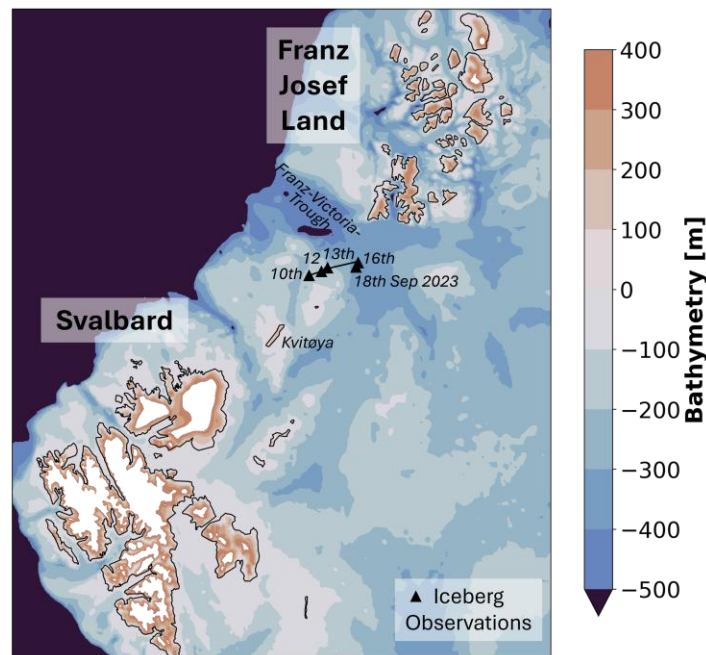 Franz
Josef
Land
Franz-Victoria-
Trough
12 13th 16th
10th
18th Sep 2023
Svalbard
Kvitøya
▲ Iceberg
Observations
400
300
200
100
0
−100
−200
−300
−400
−500
Bathymetry [m]